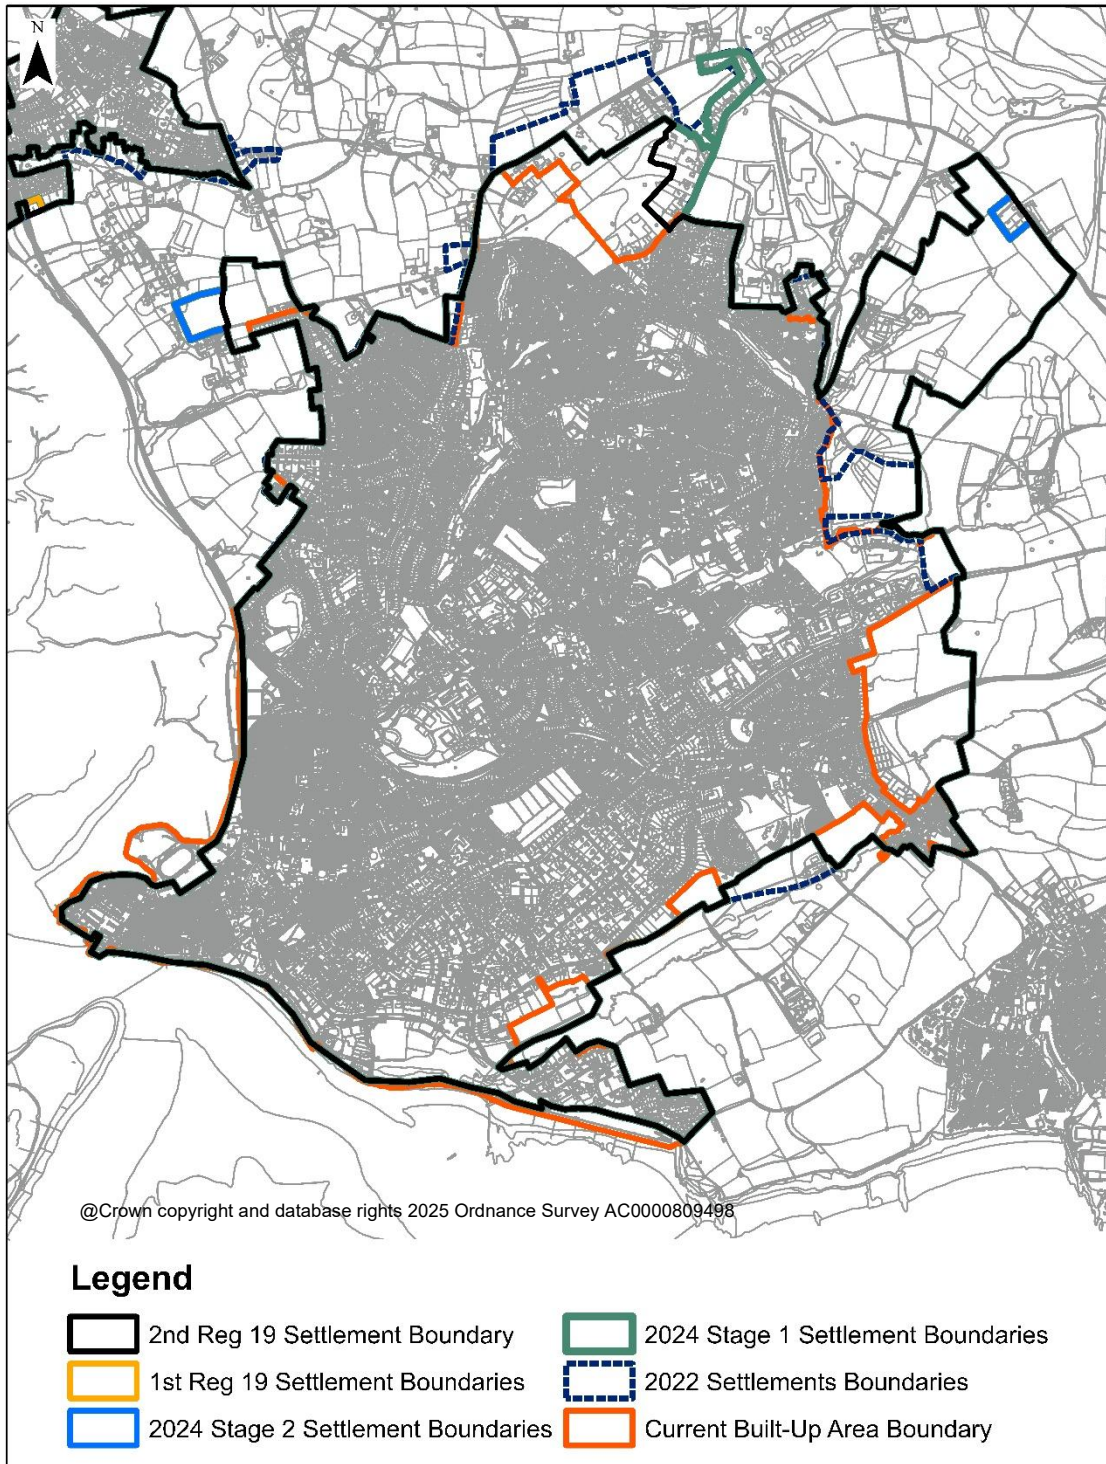 N
@Crown copyright and database rights 2025 Ordnance Survey AC0000809498
Legend
2nd Reg 19 Settlement Boundary
2024 Stage 1 Settlement Boundaries
1st Reg 19 Settlement Boundaries
2022 Settlements Boundaries
2024 Stage 2 Settlement Boundaries
Current Built-Up Area Boundary